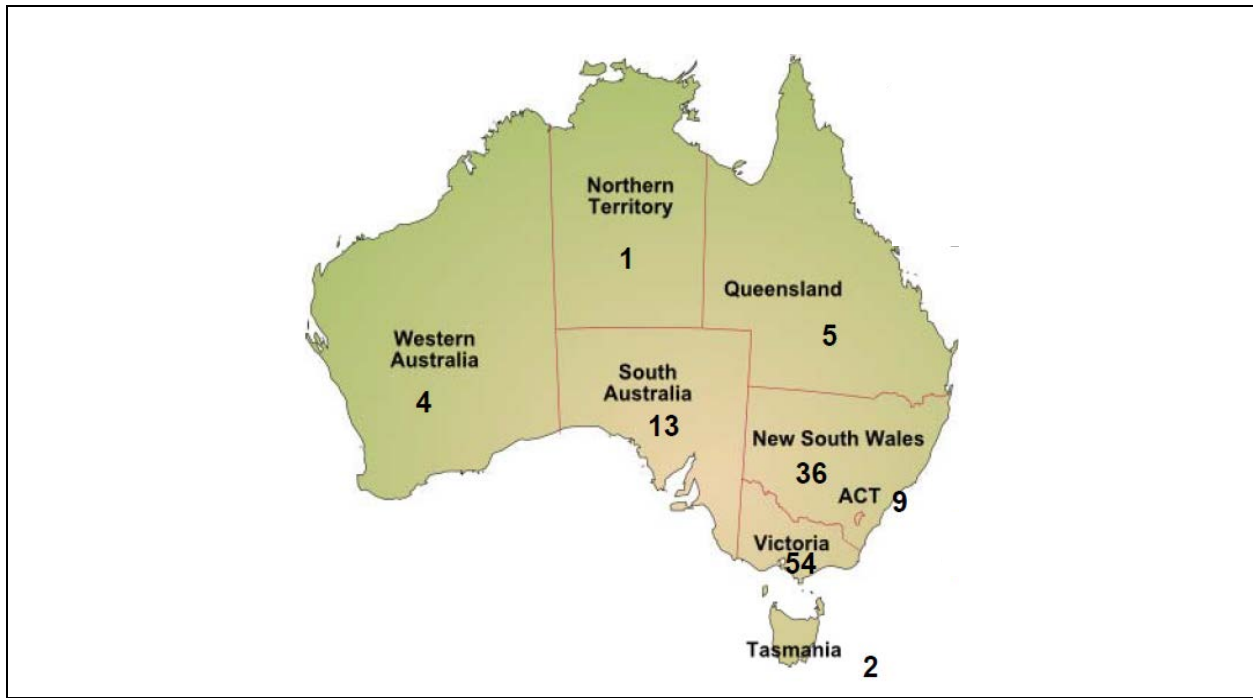 Northern
Territory
1
Queensland
5
Western
Australia
4
South
Australia
13
New South Wales
36
ACT 9
Victoria
54
Tasmania 2